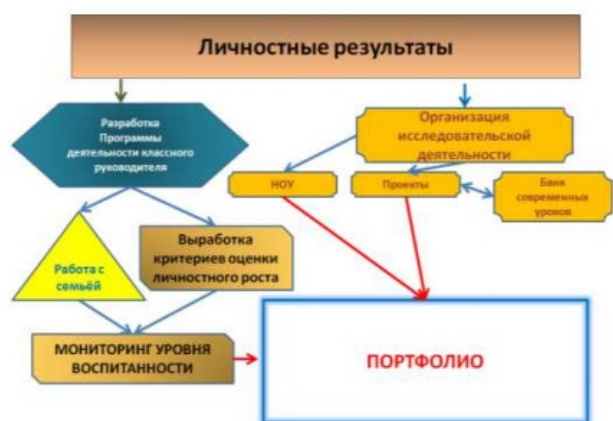 Личностные результаты
Разработка
Программы
деятельности классного
руководителя
Организация
исследовательской
деятельности
НОУ
Проекты
Банк
современных
уроков
Работа с
семьёй
Выработка
критериев оценки
личностного роста
МОНИТОРИНГ УРОВНЯ
ВОСПИТАННОСТИ
ПОРТФОЛИО